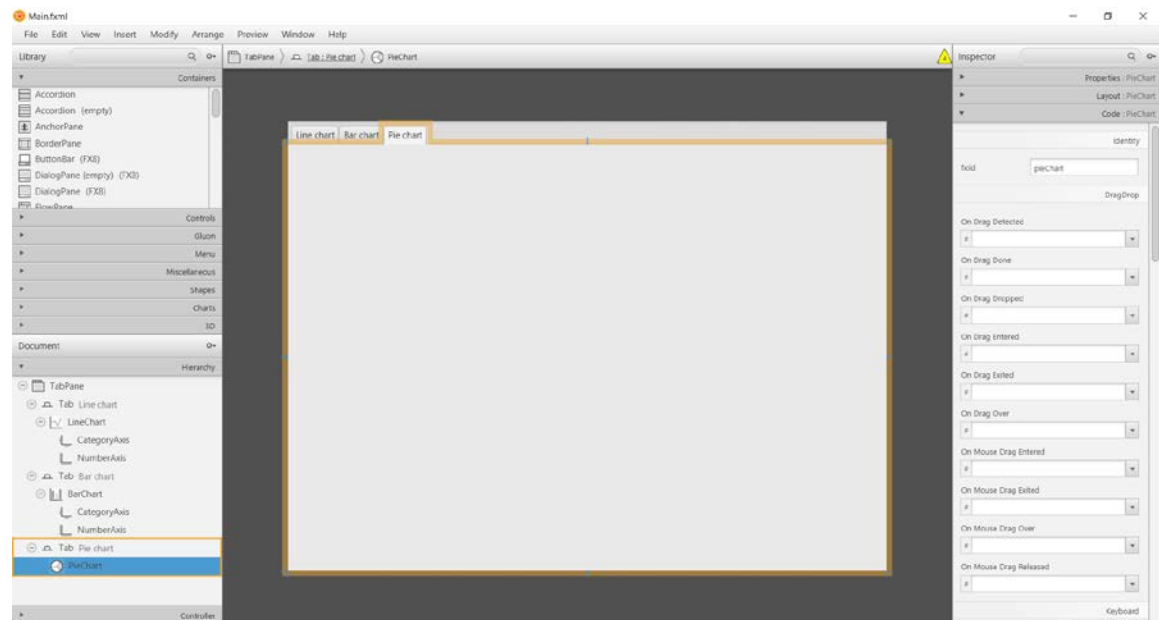 Main.fxml
File Edit View Insert Modify Arrange Preview Window Help
Library
TabPane Tab : Pie chart PieChart
Inspector
Containers
Accordion
Accordion (empty)
AnchorPane
BorderPane
ButtonBar (FX8)
DialogPane (empty) (FX8)
DialogPane (FX8)
FlowPane
Controls
Gluon
Menu
Miscellaneous
Shapes
Charts
3D
Document
Hierarchy
TabPane
Tab Line chart
LineChart
CategoryAxis
NumberAxis
Tab Bar chart
BarChart
CategoryAxis
NumberAxis
Tab Pie chart
PieChart
Controller
Line chart Bar chart Pie chart
Properties : PieChart
Layout : PieChart
Code : PieChart
Identity
fx:id pieChart
DragDrop
On Drag Detected
#
On Drag Done
#
On Drag Dropped
#
On Drag Entered
#
On Drag Exited
#
On Drag Over
#
On Mouse Drag Entered
#
On Mouse Drag Exited
#
On Mouse Drag Over
#
On Mouse Drag Released
#
Keyboard